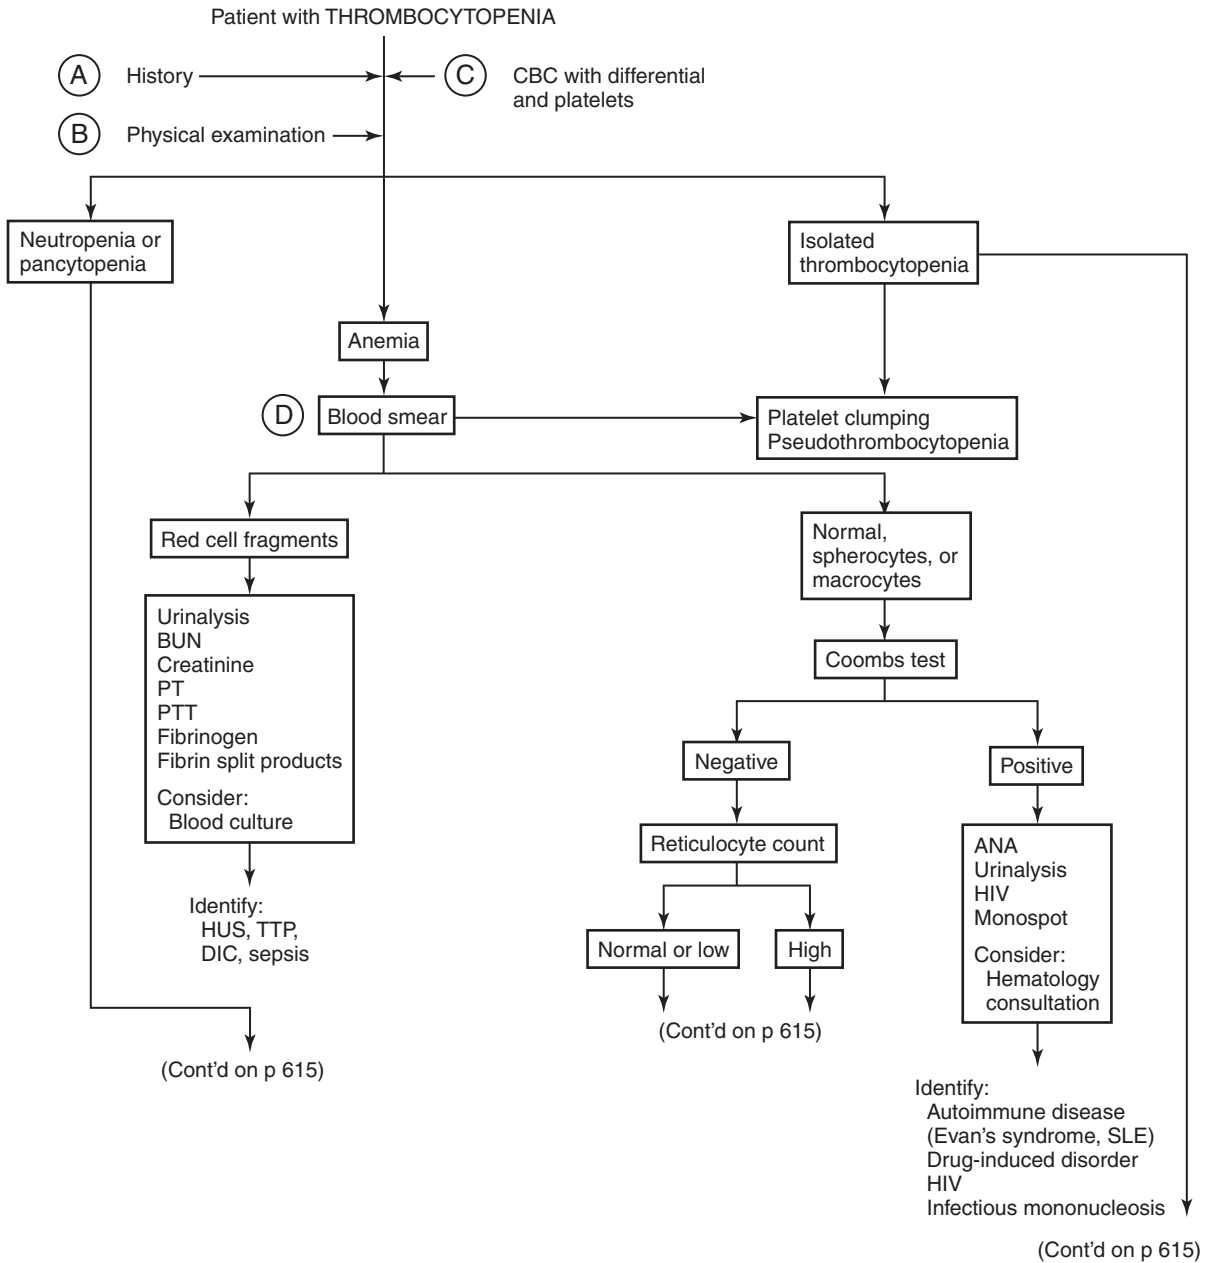 Patient with THROMBOCYTOPENIA
A
History
C
CBC with differential
and platelets
B
Physical examination
Neutropenia or
pancytopenia
Isolated
thrombocytopenia
Anemia
D
Blood smear
Platelet clumping
Pseudothrombocytopenia
Red cell fragments
Normal,
spherocytes, or
macrocytes
Urinalysis
BUN
Creatinine
PT
PTT
Fibrinogen
Fibrin split products
Consider:
Blood culture
Identify:
HUS, TTP,
DIC, sepsis
(Cont'd on p 615)
Coombs test
Negative
Positive
Reticulocyte count
Normal or low
High
(Cont'd on p 615)
ANA
Urinalysis
HIV
Monospot
Consider:
Hematology
consultation
Identify:
Autoimmune disease
(Evan's syndrome, SLE)
Drug-induced disorder
HIV
Infectious mononucleosis
(Cont'd on p 615)